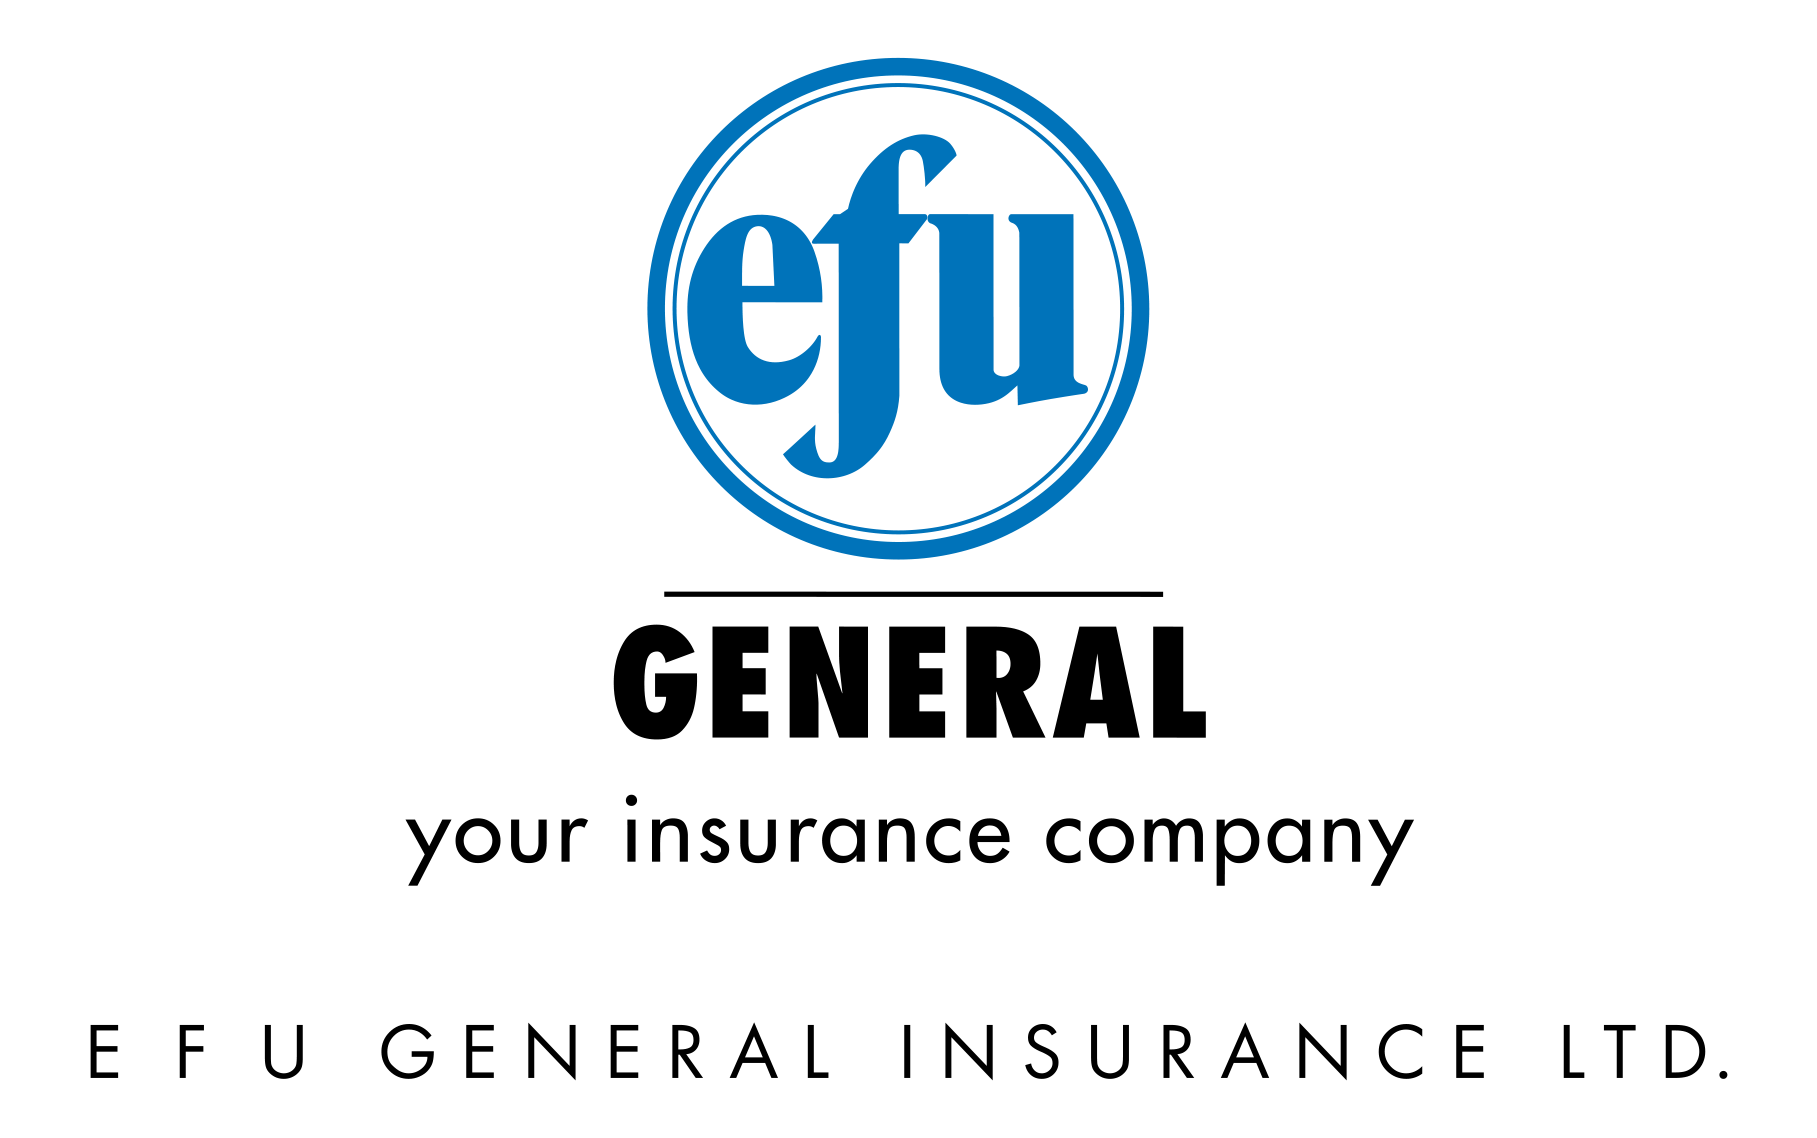 efu
GENERAL
your insurance company
E F U GENERAL INSURANCE LTD.